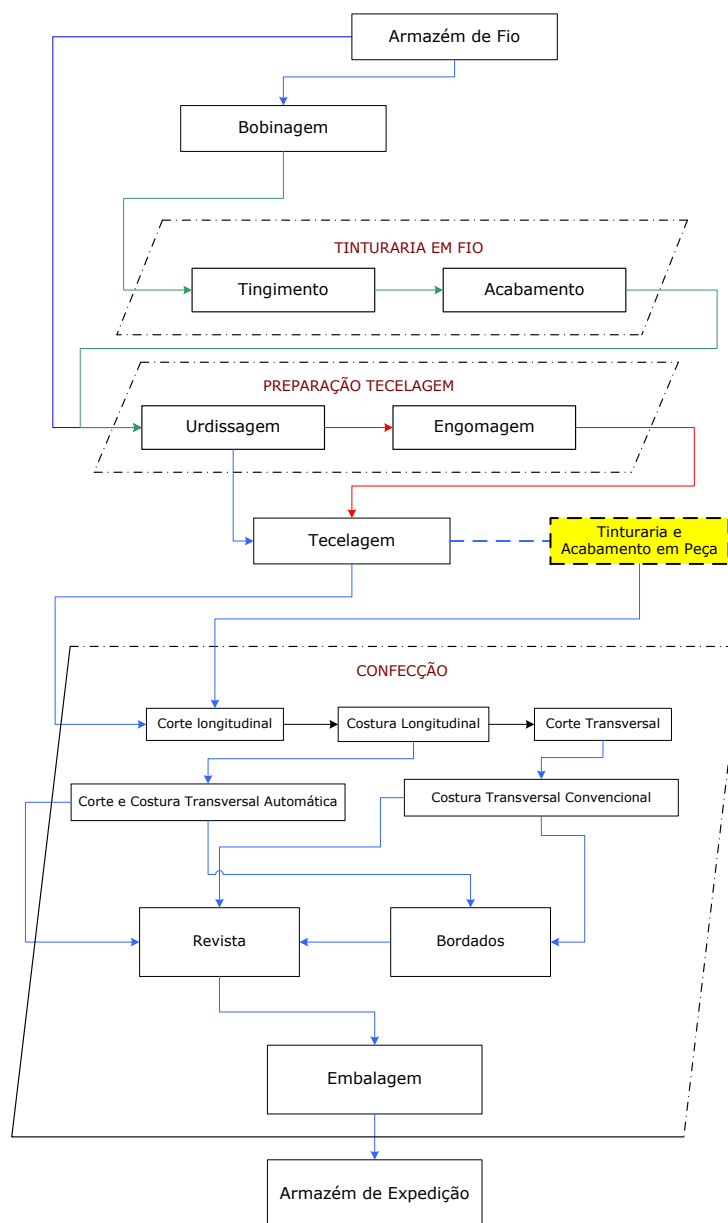 Armazém de Fio
Bobinagem
TINTURARIA EM FIO
Tingimento
Acabamento
PREPARAÇÃO TECELAGEM
Urdissagem
Engomagem
Tecelagem
Tinturaria e
Acabamento em Peça
CONFECÇÃO
Corte longitudinal
Costura Longitudinal
Corte Transversal
Corte e Costura Transversal Automática
Costura Transversal Convencional
Revista
Bordados
Embalagem
Armazém de Expedição